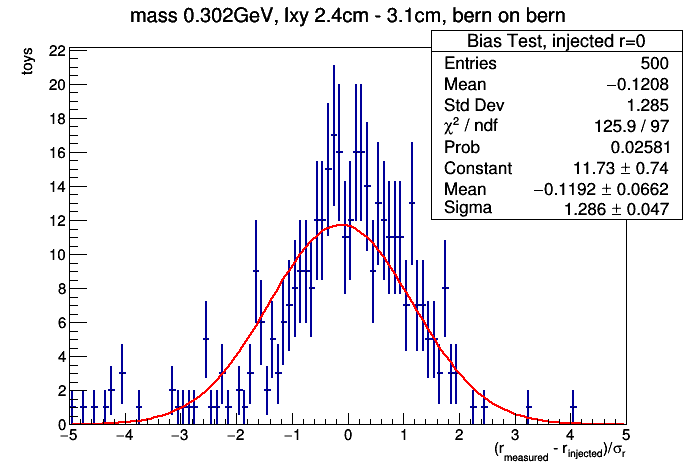 mass 0.302GeV, lxy 2.4cm - 3.1cm, bern on bern
Bias Test, injected r=0
Entries 500
Mean −0.1208
Std Dev 1.285
χ² / ndf 125.9 / 97
Prob 0.02581
Constant 11.73 ± 0.74
Mean −0.1192 ± 0.0662
Sigma 1.286 ± 0.047
toys
22
20
18
16
14
12
10
8
6
4
2
0
−5 −4 −3 −2 −1 0 1 2 3 4 5
(r_measured - r_injected)/σ_r